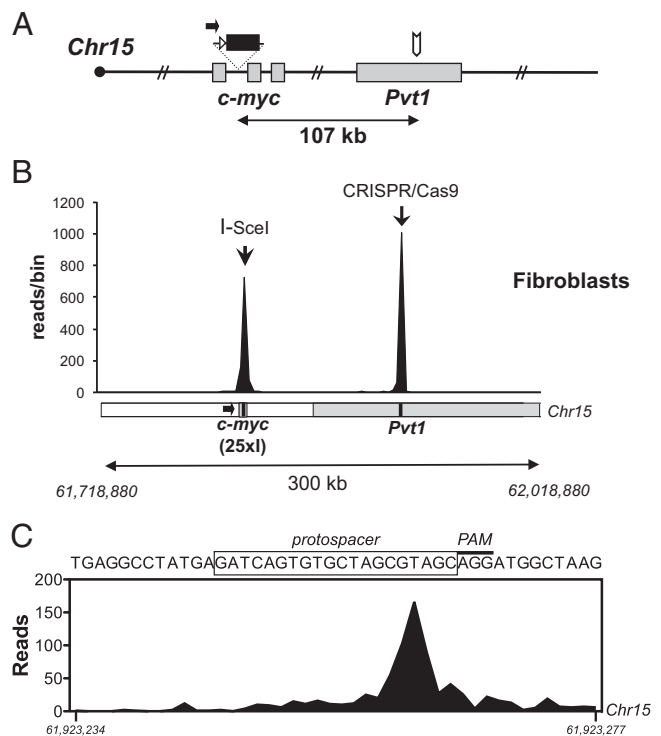 A
Chr15
c-myc
Pvt1
107 kb
B
CRISPR/Cas9
I-SceI
1200
1000
800
600
400
200
0
reads/bin
Fibroblasts
Chr15
c-myc
(25xI)
Pvt1
300 kb
61,718,880
62,018,880
C
protospacer
PAM
TGAGGCCTATGAGATCAGTGTGCTAGCGTAGCAGGATGGCTAAG
200
150
100
50
0
Reads
Chr15
61,923,234
61,923,277